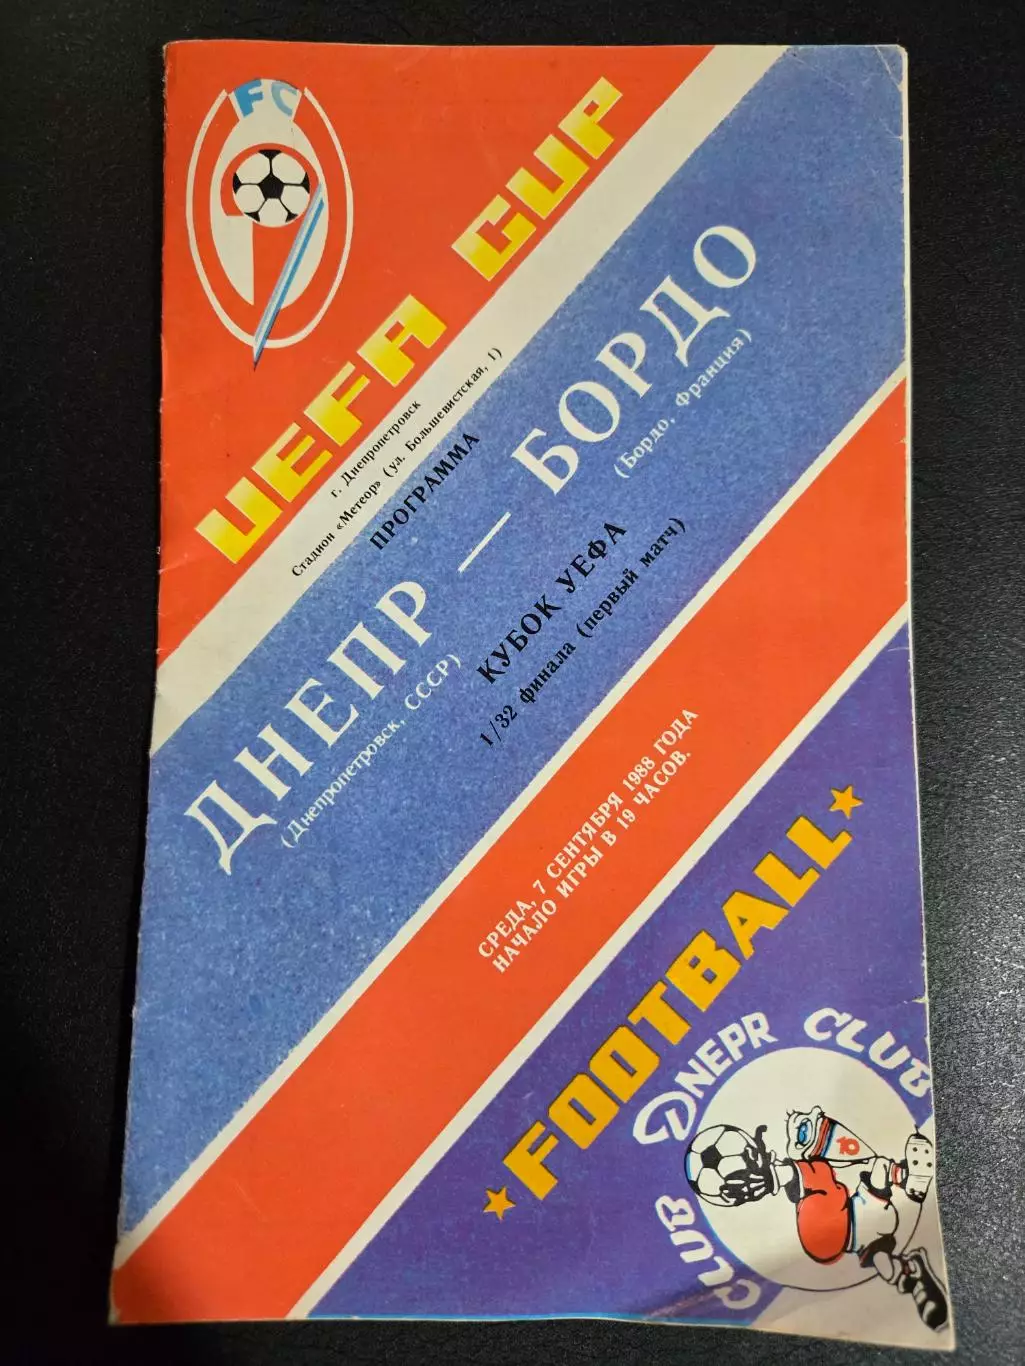 FC
UEFA CUP
г. Днепропетровск
Стадион «Метеор» (ул. Большевистская, 1)
ПРОГРАММА
ДНЕПР — БОРДО
(Днепропетровск, СССР)
(Бордо, Франция)
КУБОК УЕФА
1/32 финала (первый матч)
СРЕДА, 7 СЕНТЯБРЯ 1988 ГОДА
НАЧАЛО ИГРЫ В 19 ЧАСОВ.
FOOTBALL
CLUB DNEPR CLUB